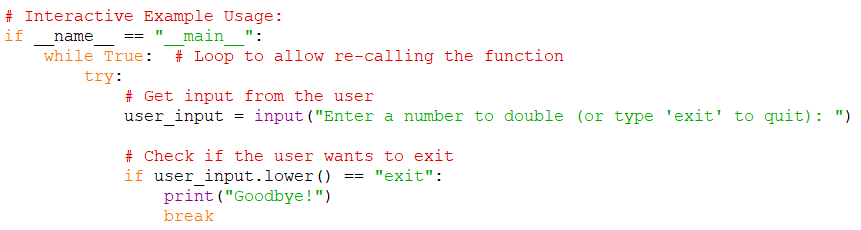 # Interactive Example Usage:
if __name__ == "__main__":
    while True:  # Loop to allow re-calling the function
        try:
            # Get input from the user
            user_input = input("Enter a number to double (or type 'exit' to quit): ")

            # Check if the user wants to exit
            if user_input.lower() == "exit":
                print("Goodbye!")
                break